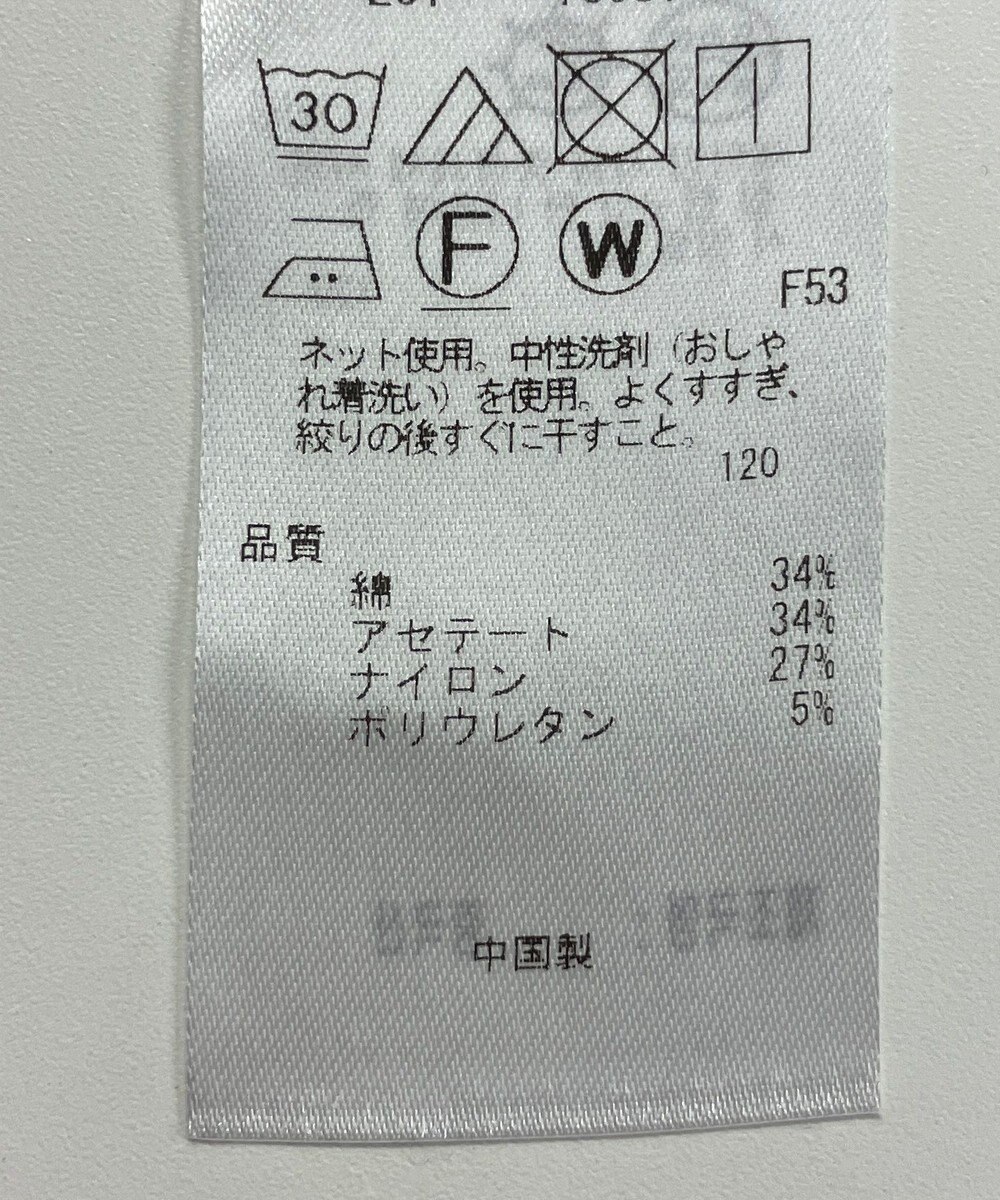 30
F W
F53
ネット使用。中性洗剤（おしゃ
れ着洗い）を使用。よくすすぎ、
絞りの後すぐに干すこと。
120
品質
綿 34%
アセテート 34%
ナイロン 27%
ポリウレタン 5%
中国製